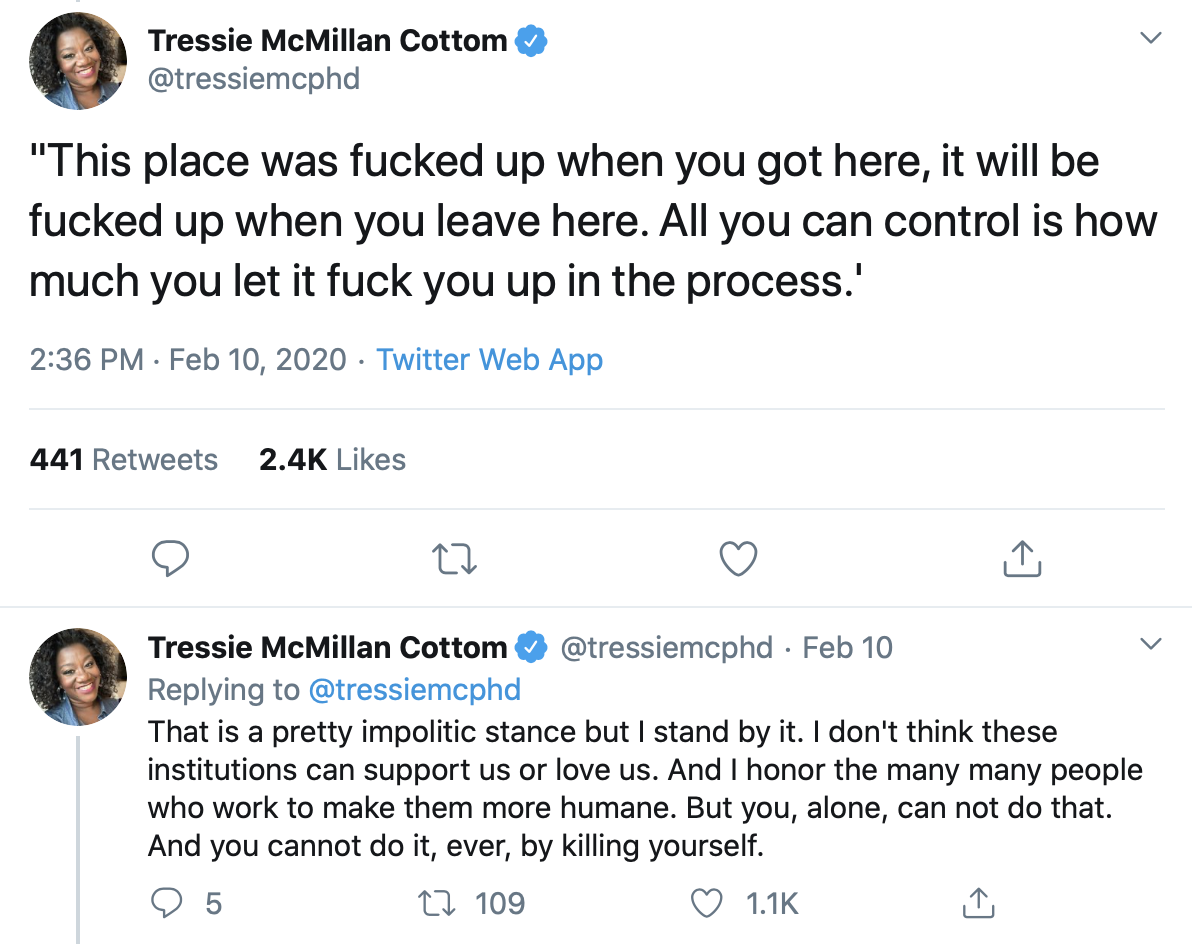 Tressie McMillan Cottom
@tressiemcphd
"This place was fucked up when you got here, it will be
fucked up when you leave here. All you can control is how
much you let it fuck you up in the process.'
2:36 PM · Feb 10, 2020 · Twitter Web App
441 Retweets 2.4K Likes
Tressie McMillan Cottom @tressiemcphd · Feb 10
Replying to @tressiemcphd
That is a pretty impolitic stance but I stand by it. I don't think these
institutions can support us or love us. And I honor the many many people
who work to make them more humane. But you, alone, can not do that.
And you cannot do it, ever, by killing yourself.
5 109 1.1K